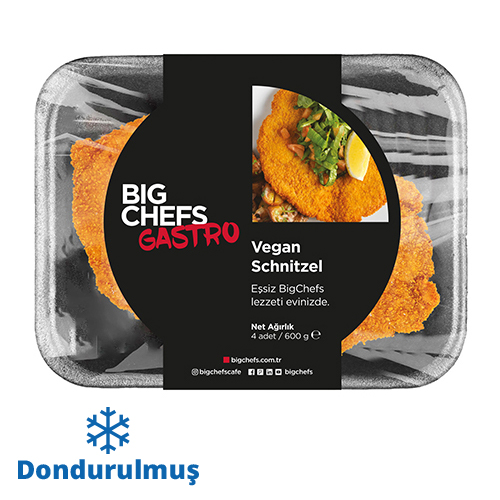 BIG
CHEFS
GASTRO
Vegan
Schnitzel
Eşsiz BigChefs
lezzeti evinizde.
Net Ağırlık
4 adet / 600 g ℮
bigchefs.com.tr
bigchefscafe bigchefs
Dondurulmuş